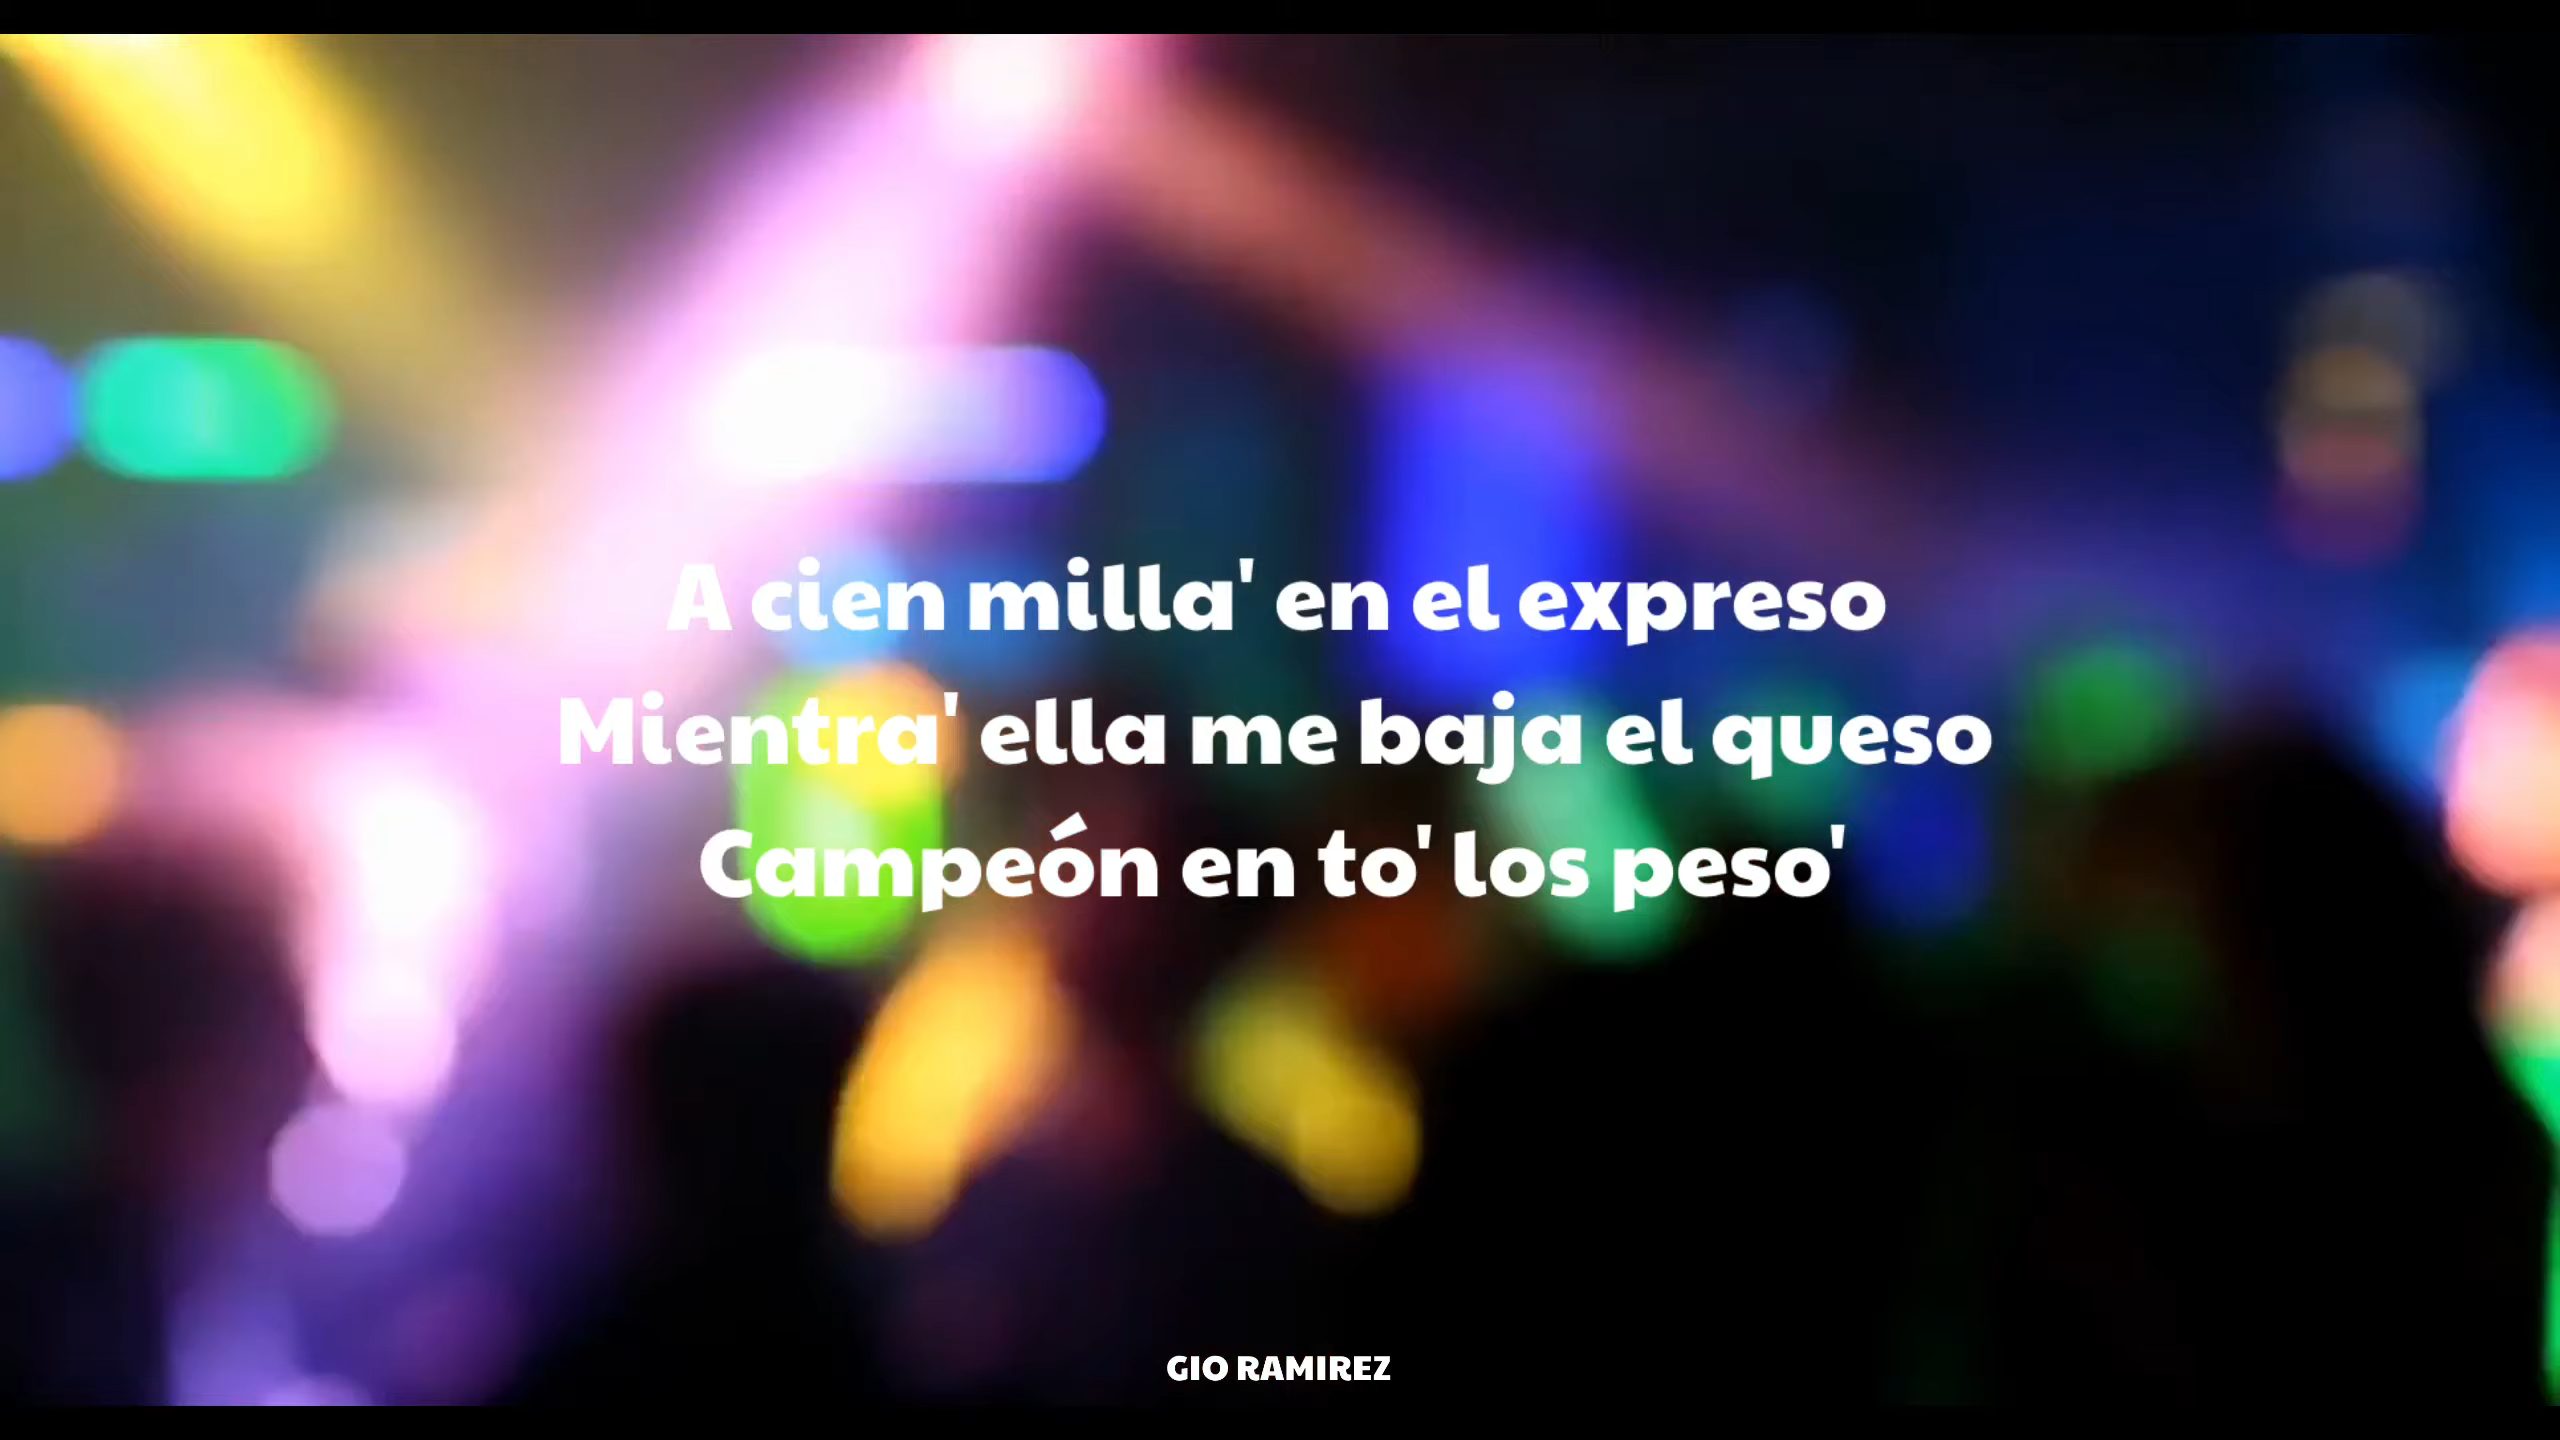 A cien milla' en el expreso
Mientra' ella me baja el queso
Campeón en to' los peso'
GIO RAMIREZ